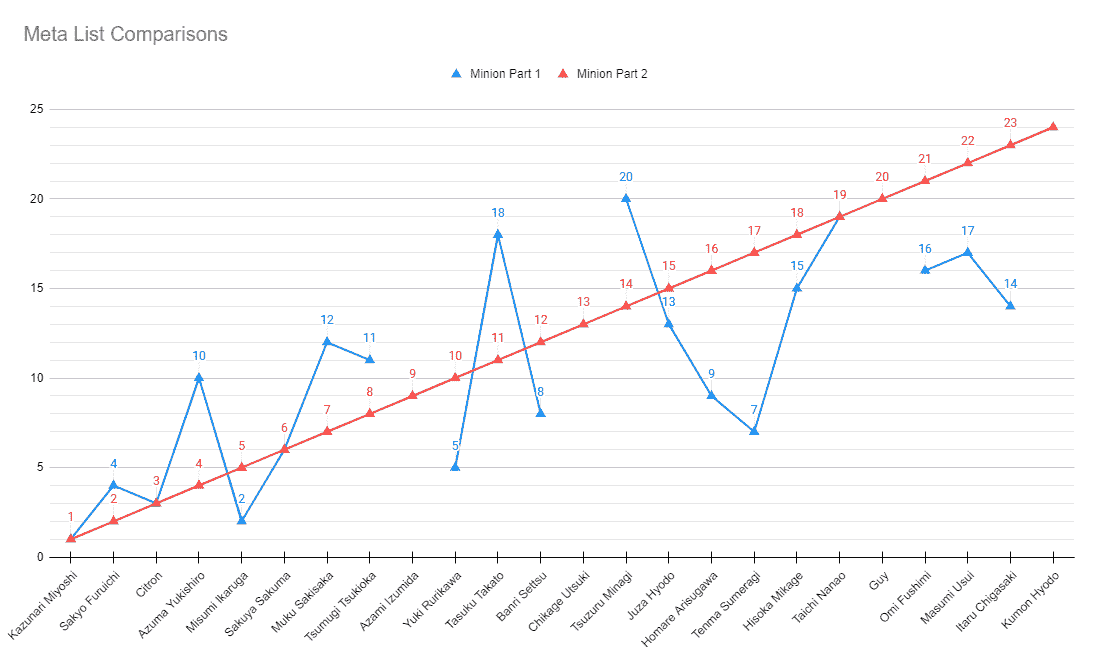 Meta List Comparisons
Minion Part 1 Minion Part 2
25
20
15
10
5
0
1
4
2
3
10
4
5
2
6
12
7
11
8
9
10
5
18
11
12
8
13
20
14
15
13
16
9
17
7
18
15
19
20
21
16
22
17
23
14
Kazunari Miyoshi
Sakyo Furuichi
Citron
Azuma Yukishiro
Misumi Ikaruga
Sakuya Sakuma
Muku Sakisaka
Tsumugi Tsukioka
Azami Izumida
Yuki Rurikawa
Tasuku Takato
Banri Settsu
Chikage Utsuki
Tsuzuru Minagi
Juza Hyodo
Homare Arisugawa
Tenma Sumeragi
Hisoka Mikage
Taichi Nanao
Guy
Omi Fushimi
Masumi Usui
Itaru Chigasaki
Kumon Hyodo